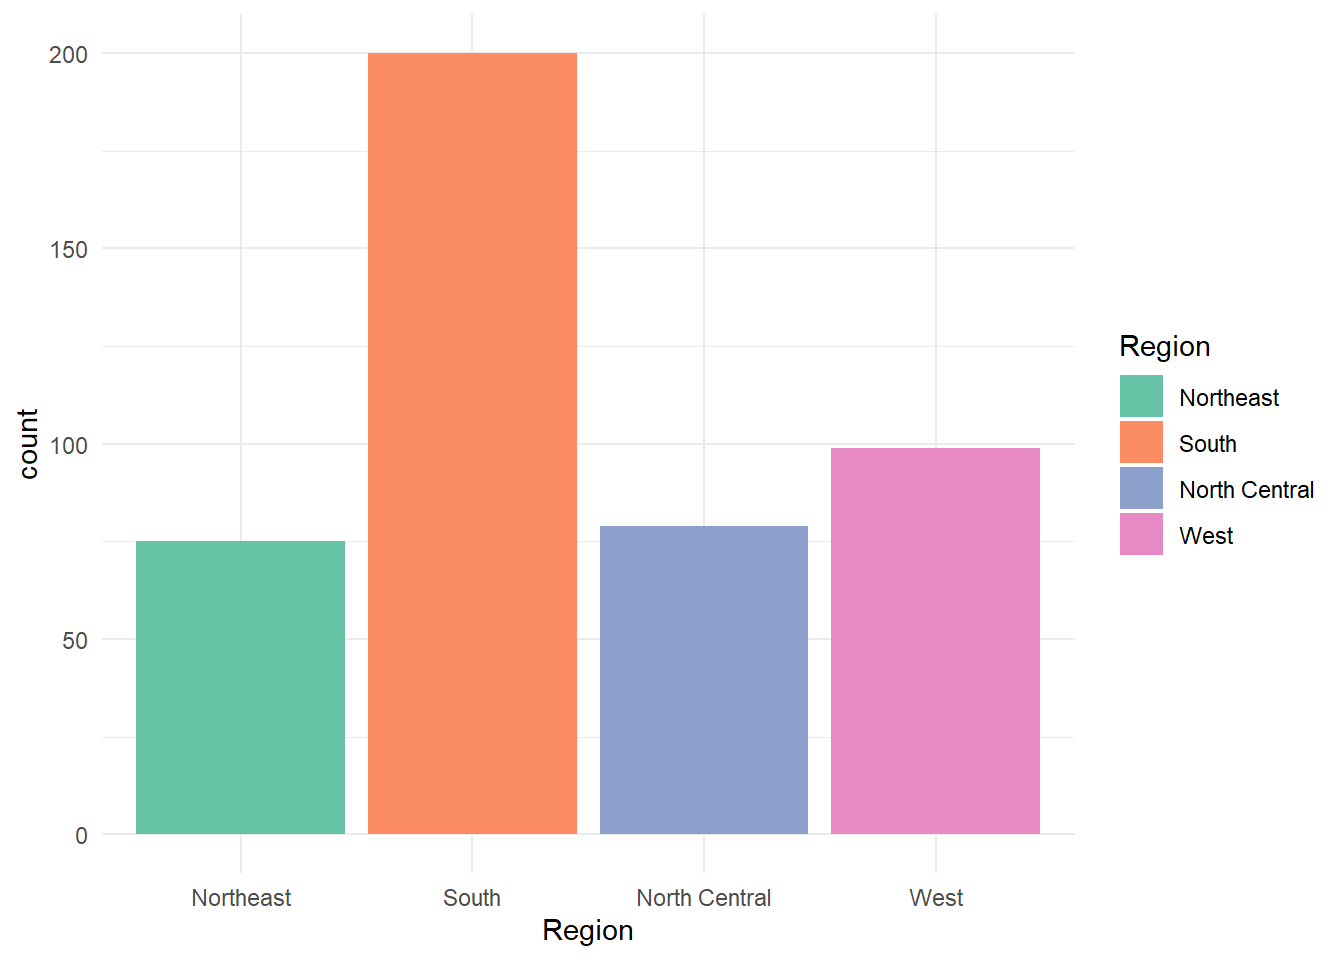 200
150
100
50
0
count
Northeast
South
North Central
West
Region
Region
Northeast
South
North Central
West